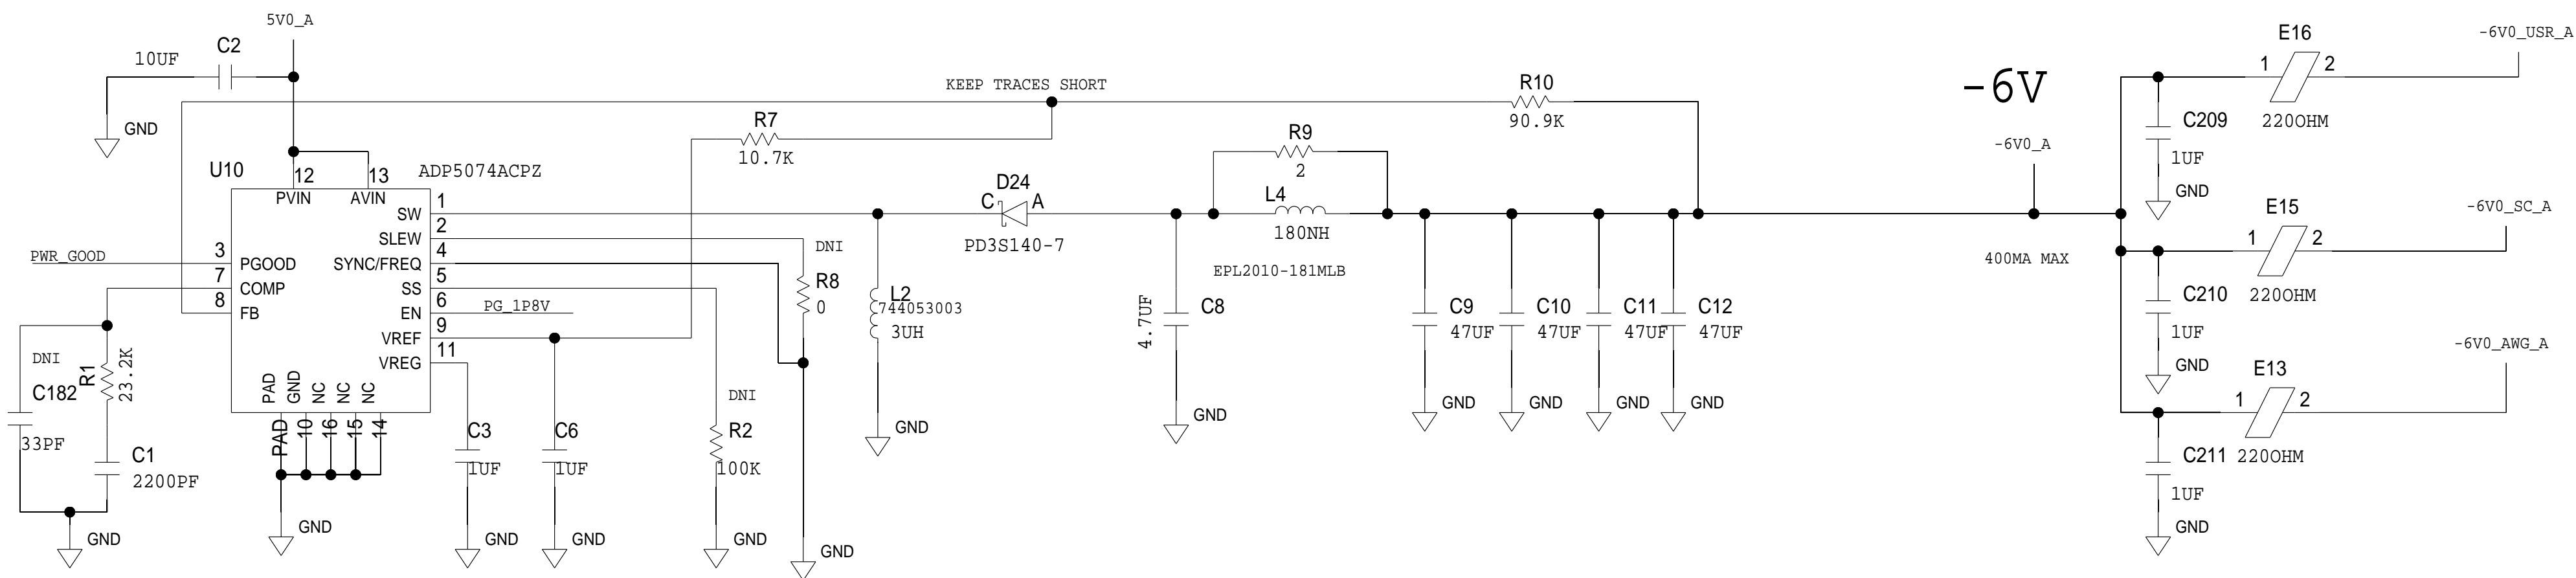 5V0_A
C2
10UF
GND
KEEP TRACES SHORT
R7
10.7K
R10
90.9K
-6V
E16
1 2
220OHM
-6V0_USR_A
C209
1UF
GND
U10
ADP5074ACPZ
12 13
PVIN AVIN
SW 1
SLEW 2
SYNC/FREQ 4
SS 5
EN 6
VREF 9
VREG 11
3 PGOOD
7 COMP
8 FB
PWR_GOOD
PG_1P8V
PAD GND NC NC NC
PAD 10 16 15 14
GND
DNI
C182
33PF
R1
23.2K
C1
2200PF
GND
C3
1UF
GND
C6
1UF
GND
DNI
R2
100K
GND
DNI
R8
0
GND
L2
744053003
3UH
GND
D24
C A
PD3S140-7
4.7UF
C8
GND
R9
2
L4
180NH
EPL2010-181MLB
C9
47UF
GND
C10
47UF
GND
C11
47UF
GND
C12
47UF
GND
-6V0_A
400MA MAX
E15
1 2
220OHM
-6V0_SC_A
C210
1UF
GND
E13
1 2
220OHM
-6V0_AWG_A
C211
1UF
GND